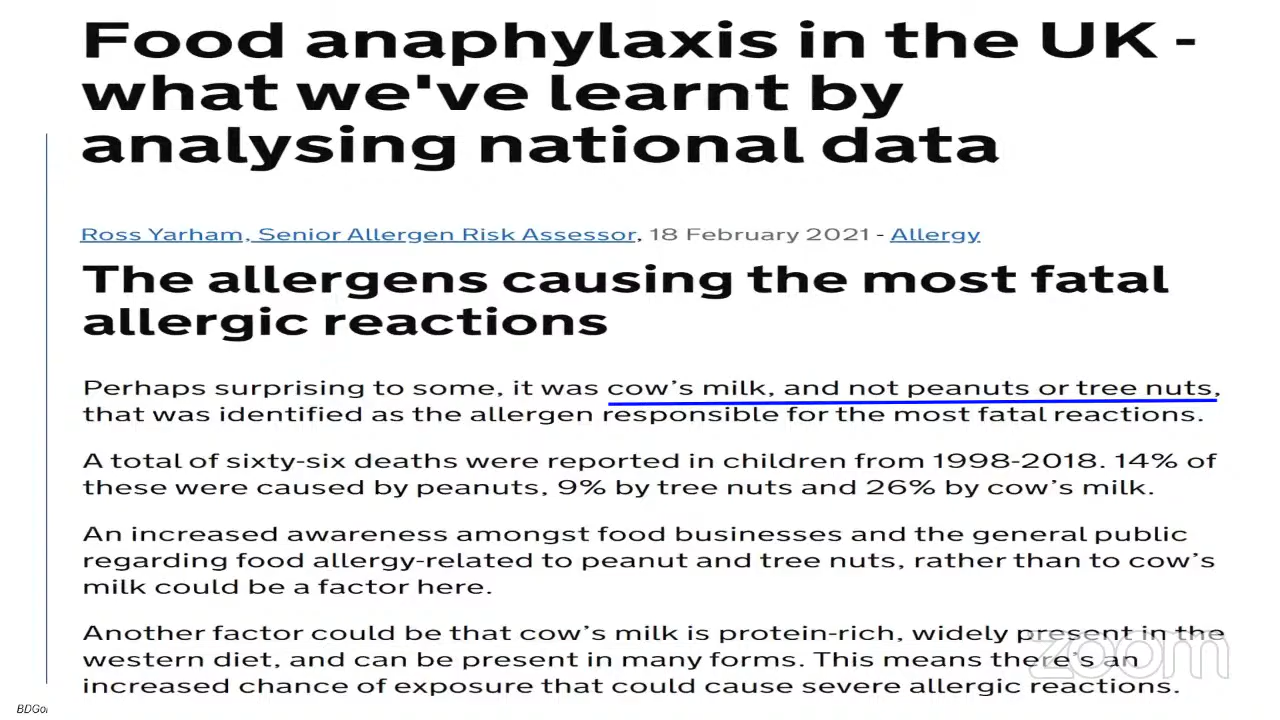 Food anaphylaxis in the UK -
what we've learnt by
analysing national data
Ross Yarham, Senior Allergen Risk Assessor, 18 February 2021 - Allergy
The allergens causing the most fatal
allergic reactions
Perhaps surprising to some, it was cow’s milk, and not peanuts or tree nuts,
that was identified as the allergen responsible for the most fatal reactions.
A total of sixty-six deaths were reported in children from 1998-2018. 14% of
these were caused by peanuts, 9% by tree nuts and 26% by cow’s milk.
An increased awareness amongst food businesses and the general public
regarding food allergy-related to peanut and tree nuts, rather than to cow’s
milk could be a factor here.
Another factor could be that cow’s milk is protein-rich, widely present in the
western diet, and can be present in many forms. This means there’s an
increased chance of exposure that could cause severe allergic reactions.
zoom